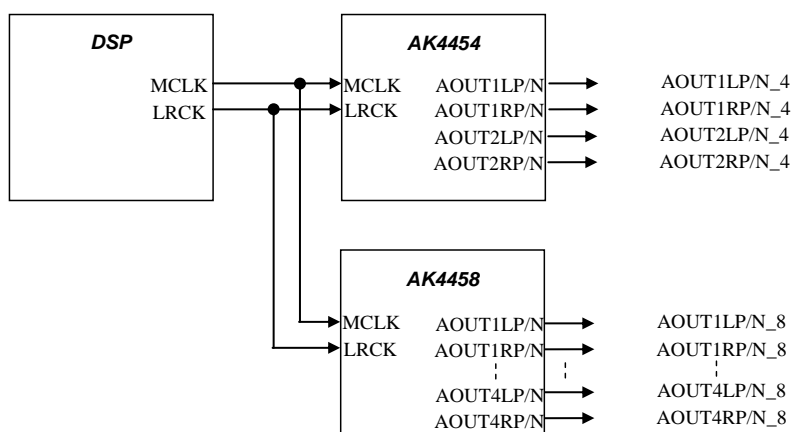 DSP
MCLK
LRCK
AK4454
MCLK AOUT1LP/N
LRCK AOUT1RP/N
AOUT2LP/N
AOUT2RP/N
AOUT1LP/N_4
AOUT1RP/N_4
AOUT2LP/N_4
AOUT2RP/N_4
AK4458
MCLK AOUT1LP/N
LRCK AOUT1RP/N
AOUT4LP/N
AOUT4RP/N
AOUT1LP/N_8
AOUT1RP/N_8
AOUT4LP/N_8
AOUT4RP/N_8